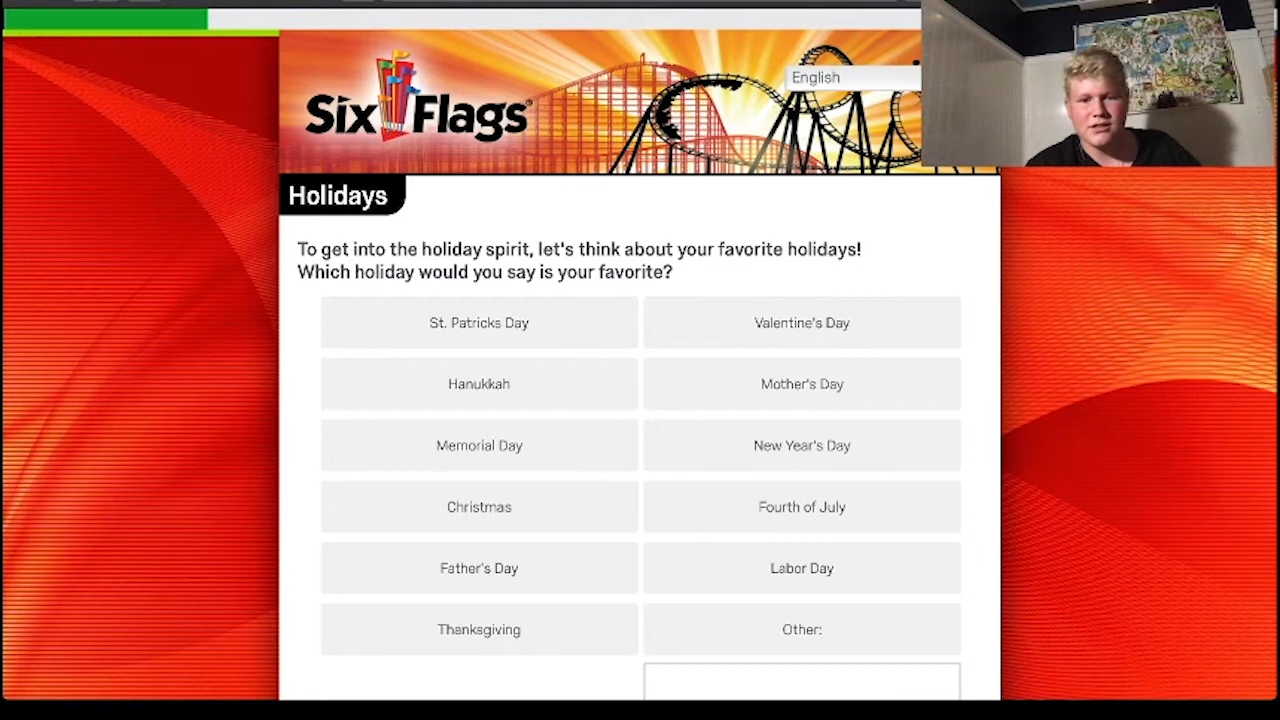 Six Flags
English
Holidays
To get into the holiday spirit, let's think about your favorite holidays!
Which holiday would you say is your favorite?
St. Patricks Day
Valentine's Day
Hanukkah
Mother's Day
Memorial Day
New Year's Day
Christmas
Fourth of July
Father's Day
Labor Day
Thanksgiving
Other: